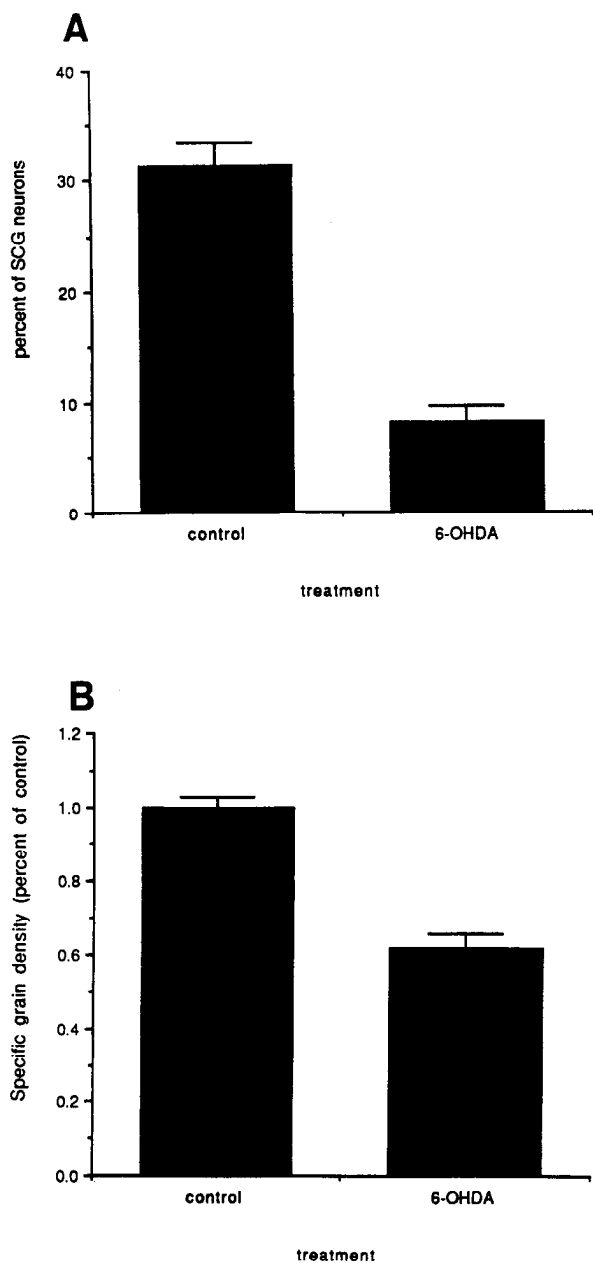 A
40
30
20
10
0
percent of SCG neurons
control 6-OHDA
treatment
B
1.2
1.0
0.8
0.6
0.4
0.2
0.0
Specific grain density (percent of control)
control 6-OHDA
treatment